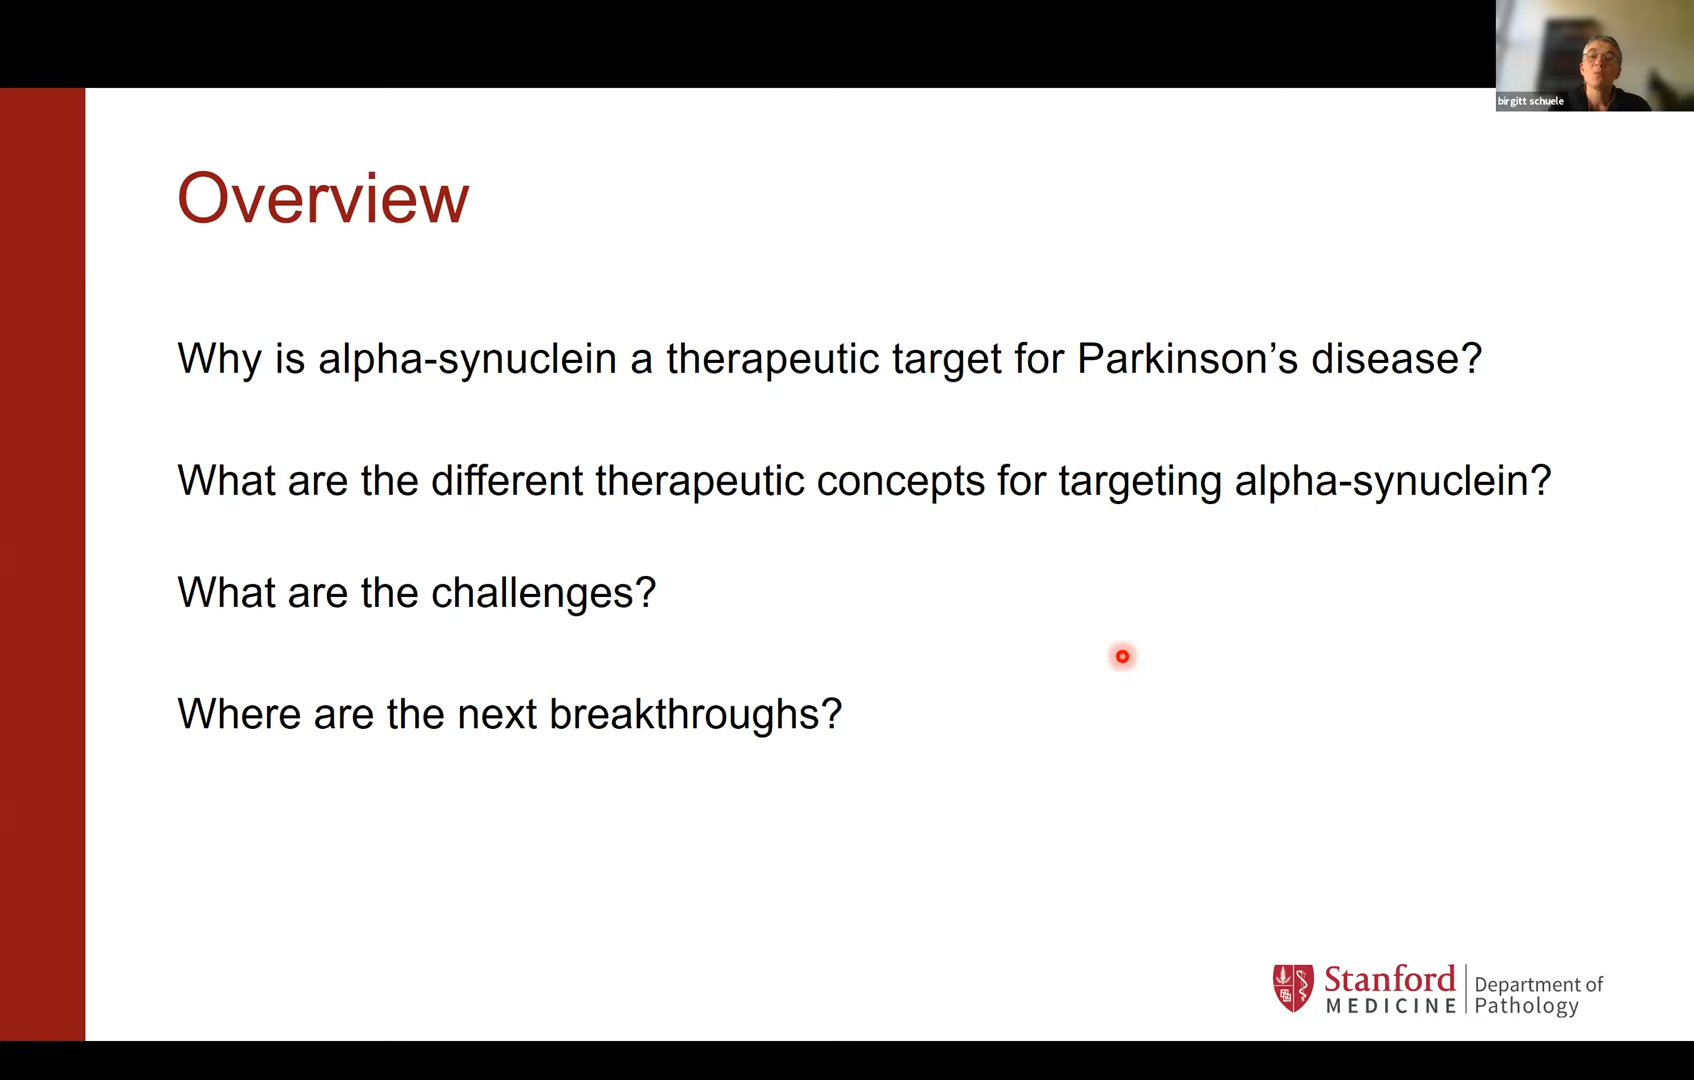 birgitt schuele
Overview
Why is alpha-synuclein a therapeutic target for Parkinson’s disease?
What are the different therapeutic concepts for targeting alpha-synuclein?
What are the challenges?
Where are the next breakthroughs?
Stanford
MEDICINE
Department of
Pathology